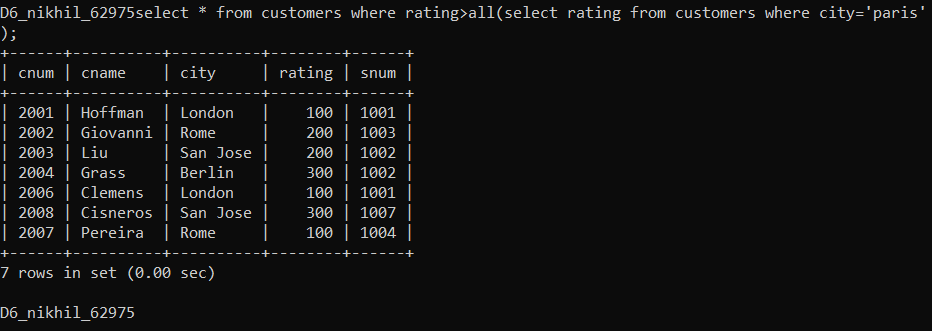 D6_nikhil_62975select * from customers where rating>all(select rating from customers where city='paris'
);
+------+----------+----------+--------+------+
| cnum | cname    | city     | rating | snum |
+------+----------+----------+--------+------+
| 2001 | Hoffman  | London   |    100 | 1001 |
| 2002 | Giovanni | Rome     |    200 | 1003 |
| 2003 | Liu      | San Jose |    200 | 1002 |
| 2004 | Grass    | Berlin   |    300 | 1002 |
| 2006 | Clemens  | London   |    100 | 1001 |
| 2008 | Cisneros | San Jose |    300 | 1007 |
| 2007 | Pereira  | Rome     |    100 | 1004 |
+------+----------+----------+--------+------+
7 rows in set (0.00 sec)
D6_nikhil_62975